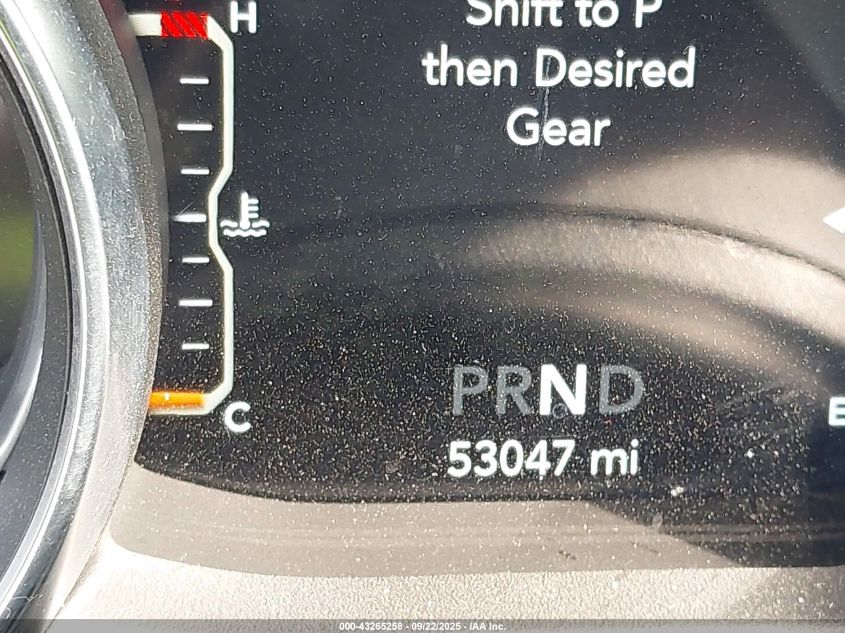 H
Shift to P
then Desired
Gear
PRND
C
53047 mi
E
000-43265258 - 09/22/2025 - IAA Inc.